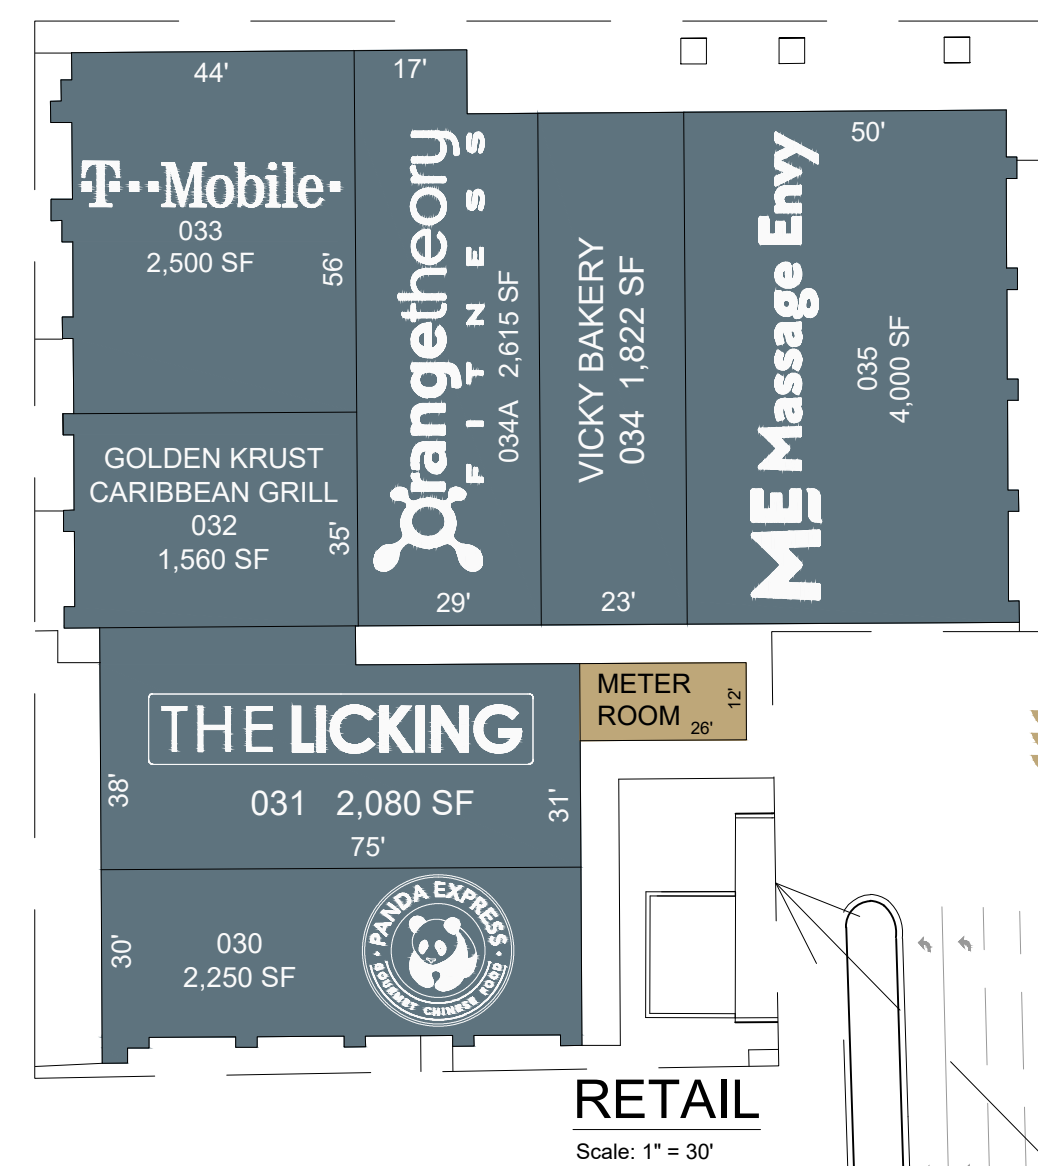 44'
T··Mobile·
033
2,500 SF
56'
17'
Orangetheory
FITNESS
034A 2,615 SF
29'
VICKY BAKERY
034 1,822 SF
23'
50'
ME Massage Envy
035
4,000 SF
GOLDEN KRUST
CARIBBEAN GRILL
032
1,560 SF
35'
THE LICKING
031 2,080 SF
38'
31'
75'
METER
ROOM
26'
12'
PANDA EXPRESS
GOURMET CHINESE FOOD
030
2,250 SF
30'
RETAIL
Scale: 1" = 30'